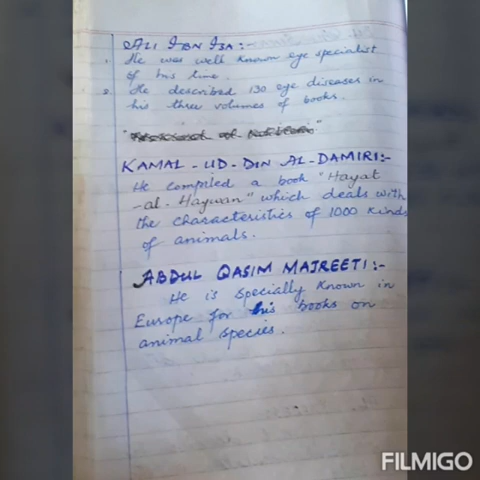 ALI IBN ISA:-
1. He was well known eye specialist
of his time.
2. He described 130 eye diseases in
his three volumes of books.
KAMAL-UD-DIN AL-DAMIRI:-
He compiled a book "Hayat
-al-Haywan" which deals with
the characteristics of 1000 kinds
of animals.
ABDUL QASIM MAJREETI:-
He is specially known in
Europe for his books on
animal species.
FILMIGO